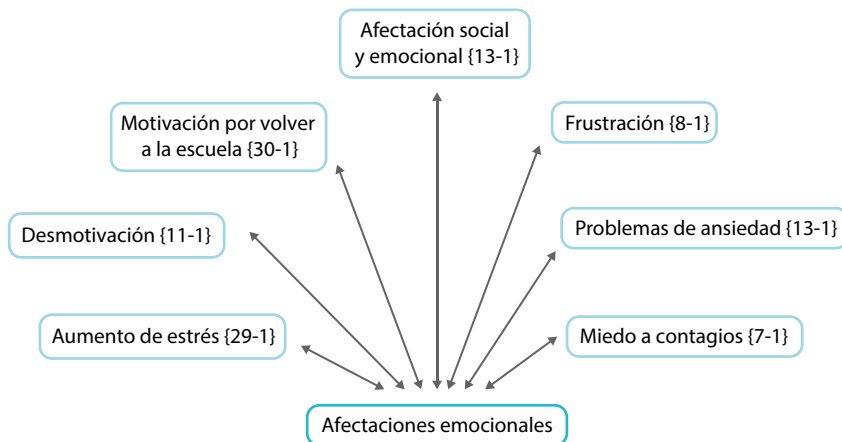 Afectación social
y emocional {13-1}
Motivación por volver
a la escuela {30-1}
Frustración {8-1}
Desmotivación {11-1}
Problemas de ansiedad {13-1}
Aumento de estrés {29-1}
Miedo a contagios {7-1}
Afectaciones emocionales